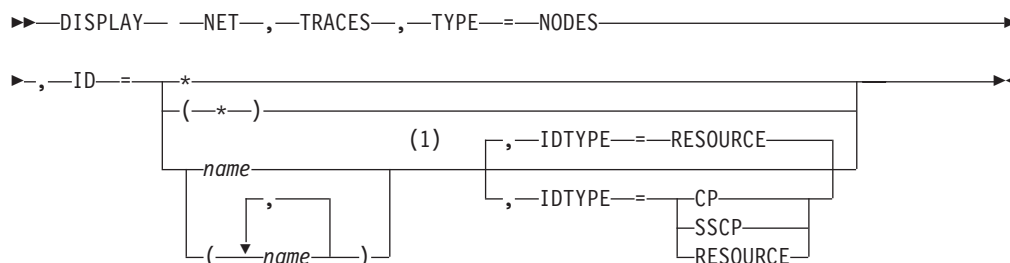 DISPLAY NET , TRACES , TYPE = NODES
, ID = *
( * )
(1) , IDTYPE = RESOURCE
name
, IDTYPE = CP
, SSCP
( name ) RESOURCE